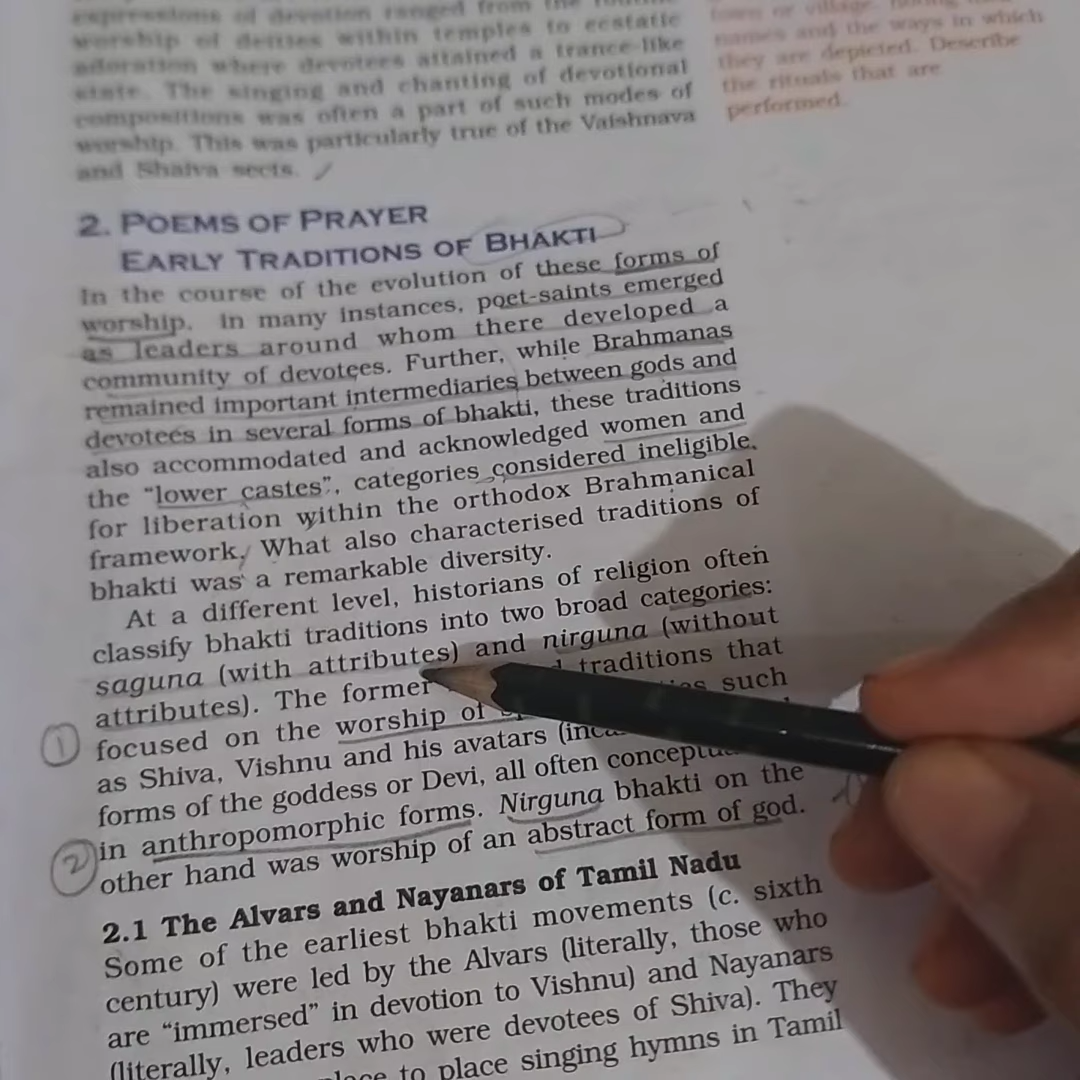 expressions of devotion ranged from the routine
worship of deities within temples to ecstatic
adoration where devotees attained a trance-like
state. The singing and chanting of devotional
compositions was often a part of such modes of
worship. This was particularly true of the Vaishnava
and Shaiva sects.
town or village,
names and the ways in which
they are depicted. Describe
the rituals that are
performed.
2. POEMS OF PRAYER
EARLY TRADITIONS OF BHAKTI
In the course of the evolution of these forms of
worship, in many instances, poet-saints emerged
as leaders around whom there developed a
community of devotees. Further, while Brahmanas
remained important intermediaries between gods and
devotees in several forms of bhakti, these traditions
also accommodated and acknowledged women and
the “lower castes”, categories considered ineligible
for liberation within the orthodox Brahmanical
framework. What also characterised traditions of
bhakti was a remarkable diversity.
At a different level, historians of religion often
classify bhakti traditions into two broad categories:
saguna (with attributes) and nirguna (without
attributes). The former traditions that
1 focused on the worship of such
as Shiva, Vishnu and his avatars
forms of the goddess or Devi, all often
2 in anthropomorphic forms. Nirguna bhakti on the
other hand was worship of an abstract form of god.
2.1 The Alvars and Nayanars of Tamil Nadu
Some of the earliest bhakti movements (c. sixth
century) were led by the Alvars (literally, those who
are “immersed” in devotion to Vishnu) and Nayanars
(literally, leaders who were devotees of Shiva). They
to place singing hymns in Tamil